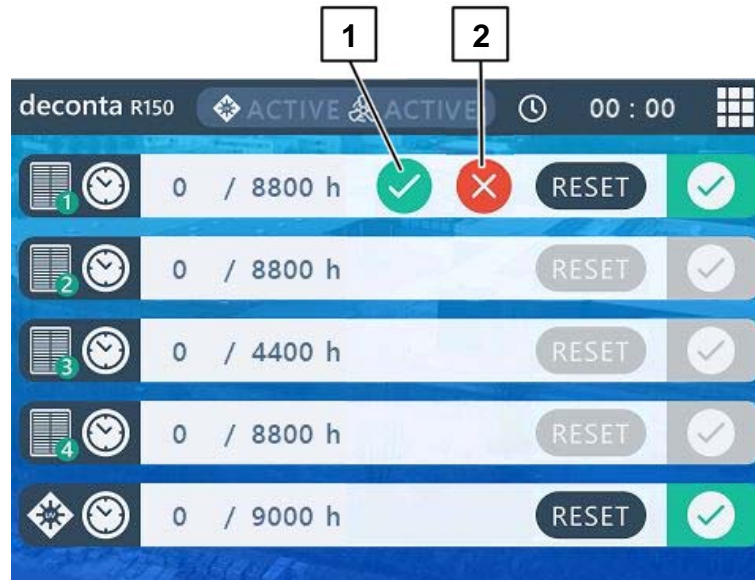 1 2
deconta R150 ACTIVE ACTIVE 00 : 00
1 0 / 8800 h RESET
2 0 / 8800 h RESET
3 0 / 4400 h RESET
4 0 / 8800 h RESET
UV 0 / 9000 h RESET